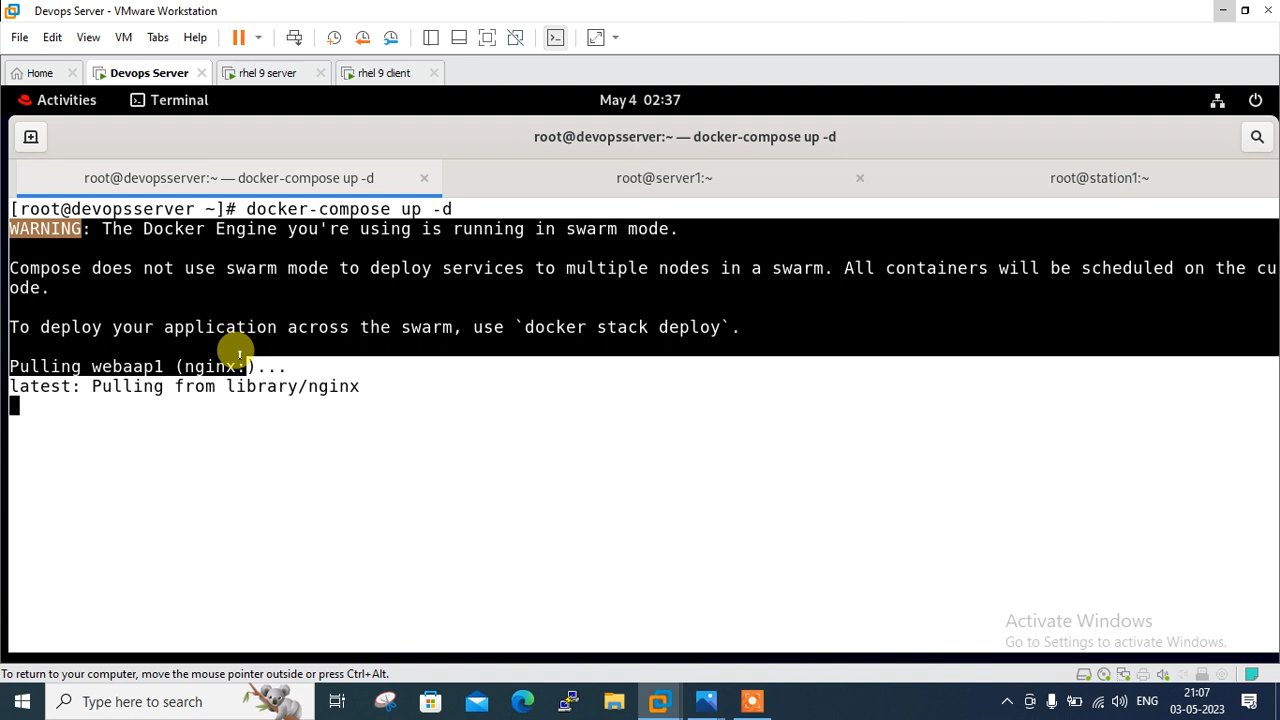 Devops Server - VMware Workstation
File Edit View VM Tabs Help
Home Devops Server rhel 9 server rhel 9 client
Activities Terminal May 4 02:37
root@devopsserver:~ — docker-compose up -d
root@devopsserver:~ — docker-compose up -d root@server1:~ root@station1:~
[root@devopsserver ~]# docker-compose up -d
WARNING: The Docker Engine you're using is running in swarm mode.
Compose does not use swarm mode to deploy services to multiple nodes in a swarm. All containers will be scheduled on the cu
ode.
To deploy your application across the swarm, use `docker stack deploy`.
Pulling webaap1 (nginx:)...
latest: Pulling from library/nginx
Activate Windows
Go to Settings to activate Windows.
To return to your computer, move the mouse pointer outside or press Ctrl+Alt.
Type here to search
ENG
21:07
03-05-2023